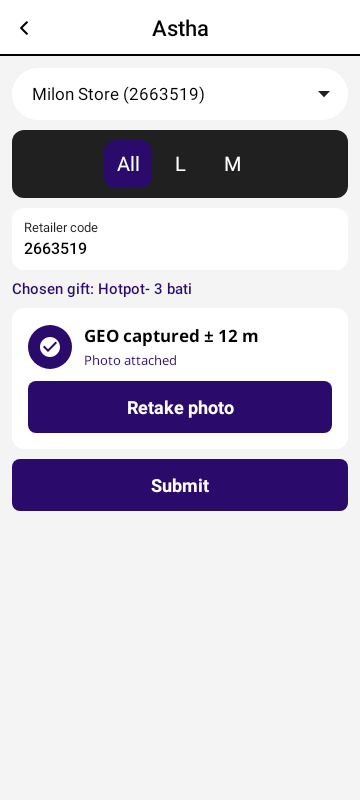 Astha
Milon Store (2663519)
All L M
Retailer code
2663519
Chosen gift: Hotpot- 3 bati
GEO captured ± 12 m
Photo attached
Retake photo
Submit